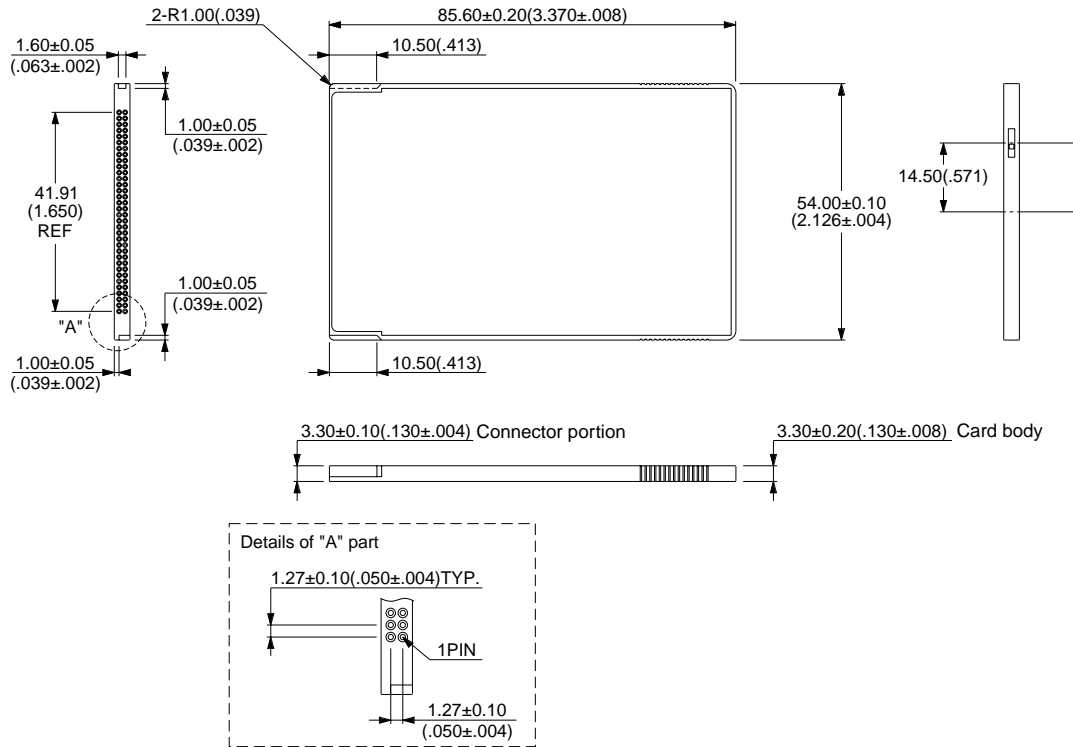 2-R1.00(.039)
85.60±0.20(3.370±.008)
1.60±0.05
(.063±.002)
10.50(.413)
1.00±0.05
(.039±.002)
41.91
(1.650)
REF
54.00±0.10
(2.126±.004)
14.50(.571)
1.00±0.05
(.039±.002)
"A"
1.00±0.05
(.039±.002)
10.50(.413)
3.30±0.10(.130±.004) Connector portion
3.30±0.20(.130±.008) Card body
Details of "A" part
1.27±0.10(.050±.004)TYP.
1PIN
1.27±0.10
(.050±.004)